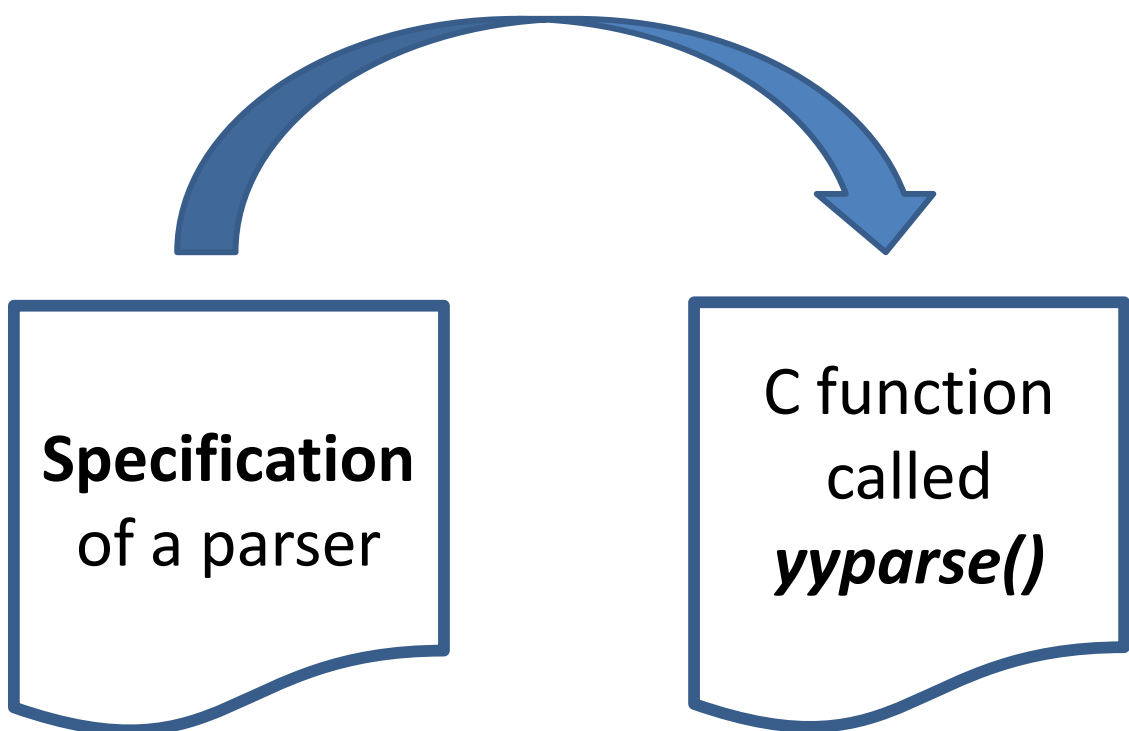 Specification
of a parser
C function
called
yyparse()